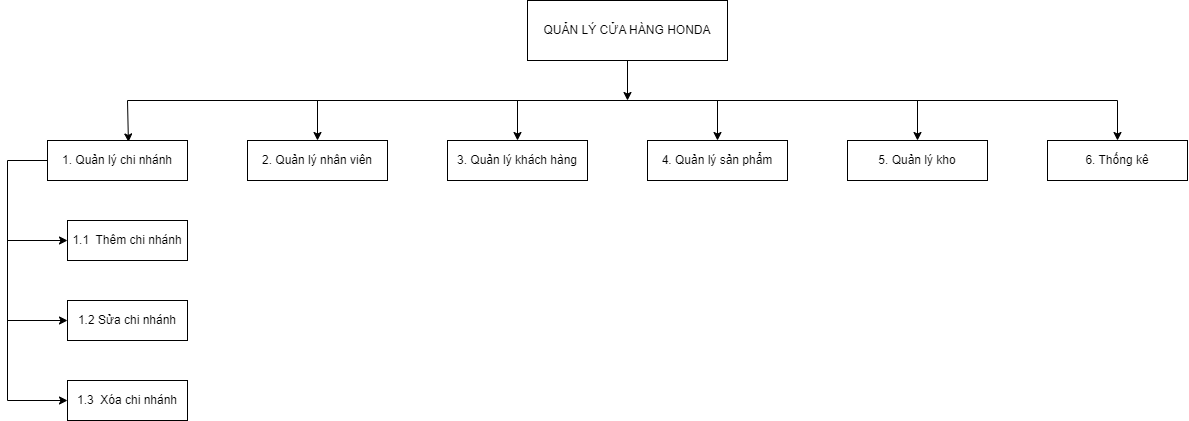 QUẢN LÝ CỬA HÀNG HONDA
1. Quản lý chi nhánh
2. Quản lý nhân viên
3. Quản lý khách hàng
4. Quản lý sản phẩm
5. Quản lý kho
6. Thống kê
1.1 Thêm chi nhánh
1.2 Sửa chi nhánh
1.3 Xóa chi nhánh